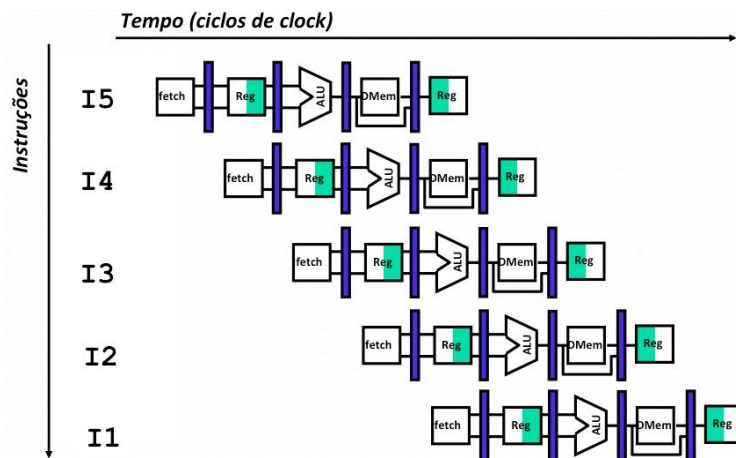 Tempo (ciclos de clock)
Instruções
I5
fetch Reg ALU DMem Reg
I4
fetch Reg ALU DMem Reg
I3
fetch Reg ALU DMem Reg
I2
fetch Reg ALU DMem Reg
I1
fetch Reg ALU DMem Reg